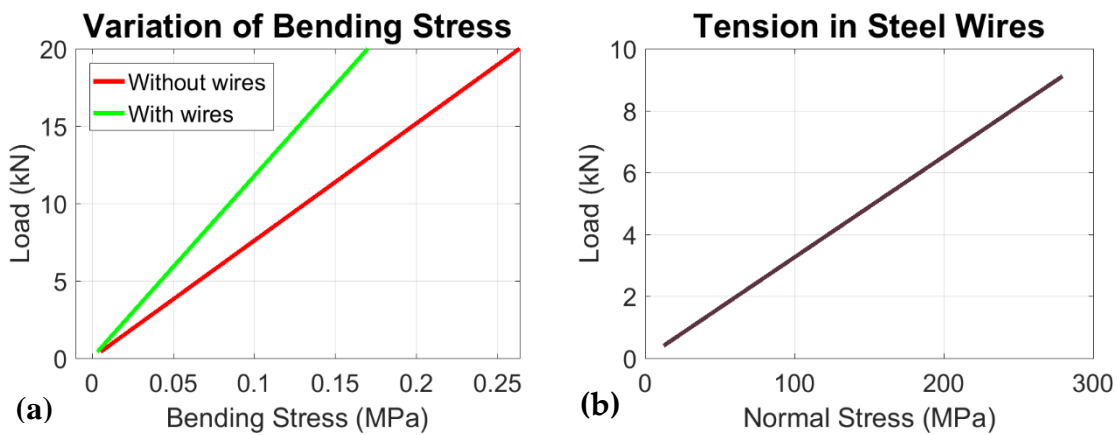 Variation of Bending Stress
20
15
10
5
0
Load (kN)
Without wires
With wires
0
0.05
0.1
0.15
0.2
0.25
Bending Stress (MPa)
(a)
Tension in Steel Wires
10
8
6
4
2
0
Load (kN)
0
100
200
300
Normal Stress (MPa)
(b)